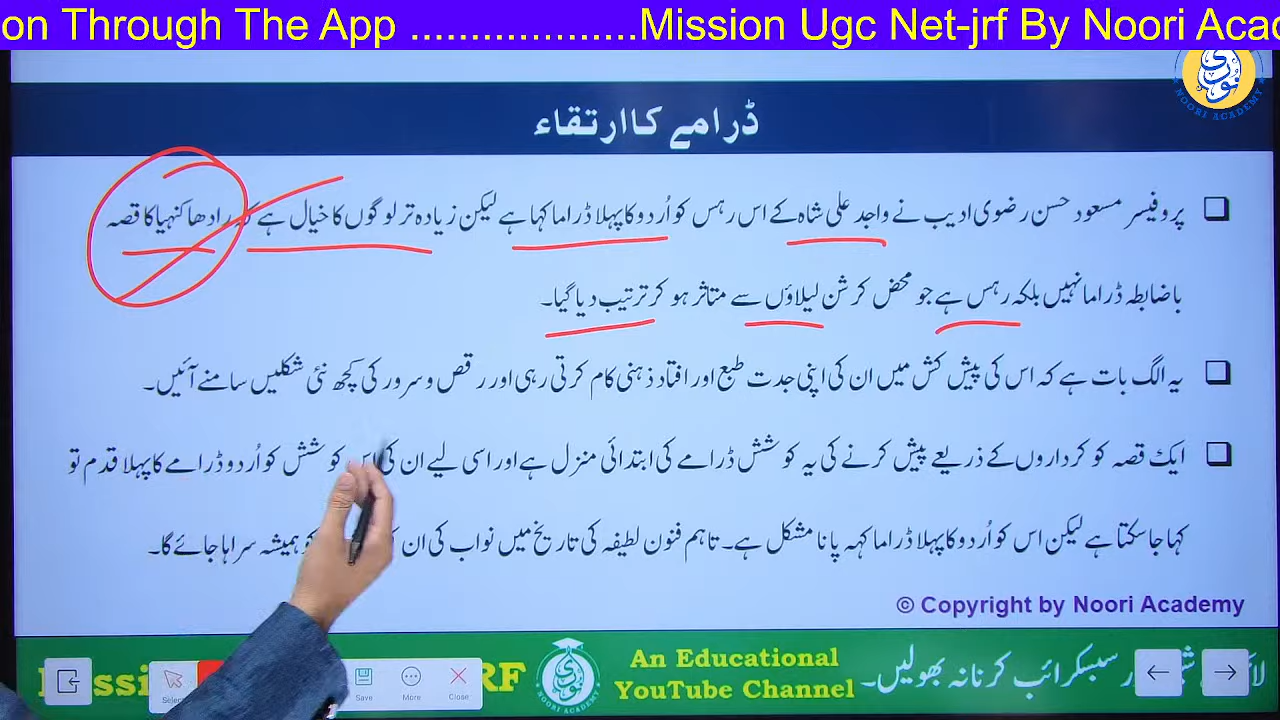 on Through The App ...................Mission Ugc Net-jrf By Noori Acad
NOORI ACADEMY
ڈرامے کا ارتقاء
پروفیسر مسعود حسن رضوی ادیب نے واجد علی شاہ کے اس رہس کو اُردو کا پہلا ڈراما کہا ہے لیکن زیادہ تر لوگوں کا خیال ہے کہ رادھا کنہیا کا قصہ
باضابطہ ڈراما نہیں بلکہ رہس ہے جو محض کرشن لیلاؤں سے متاثر ہو کر ترتیب دیا گیا۔
یہ الگ بات ہے کہ اس کی پیش کش میں ان کی اپنی جدت طبع اور افتاد ذہنی کام کرتی رہی اور رقص و سرور کی کچھ نئی شکلیں سامنے آئیں۔
ایک قصہ کو کرداروں کے ذریعے پیش کرنے کی یہ کوشش ڈرامے کی ابتدائی منزل ہے اور اسی لیے ان کی اس کوشش کو اُردو ڈرامے کا پہلا قدم تو
کہا جاسکتا ہے لیکن اس کو اُردو کا پہلا ڈراما کہہ پانا مشکل ہے۔ تاہم فنون لطیفہ کی تاریخ میں نواب کی ان کو ہمیشہ سراہا جائے گا۔
© Copyright by Noori Academy
An Educational
YouTube Channel
سبسکرائب کرنا نہ بھولیں۔
Save
More
Close